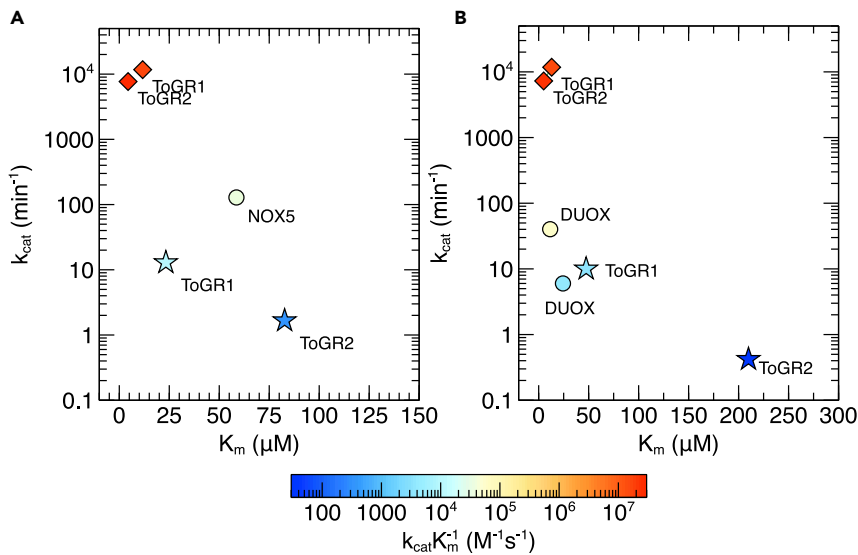 A
10⁴
1000
100
10
1
0.1
k_cat (min⁻¹)
ToGR1
ToGR2
NOX5
ToGR1
ToGR2
0 25 50 75 100 125 150
K_m (µM)
B
10⁴
1000
100
10
1
0.1
k_cat (min⁻¹)
ToGR1
ToGR2
DUOX
ToGR1
DUOX
ToGR2
0 50 100 150 200 250 300
K_m (µM)
100 1000 10⁴ 10⁵ 10⁶ 10⁷
k_catK_m⁻¹ (M⁻¹s⁻¹)